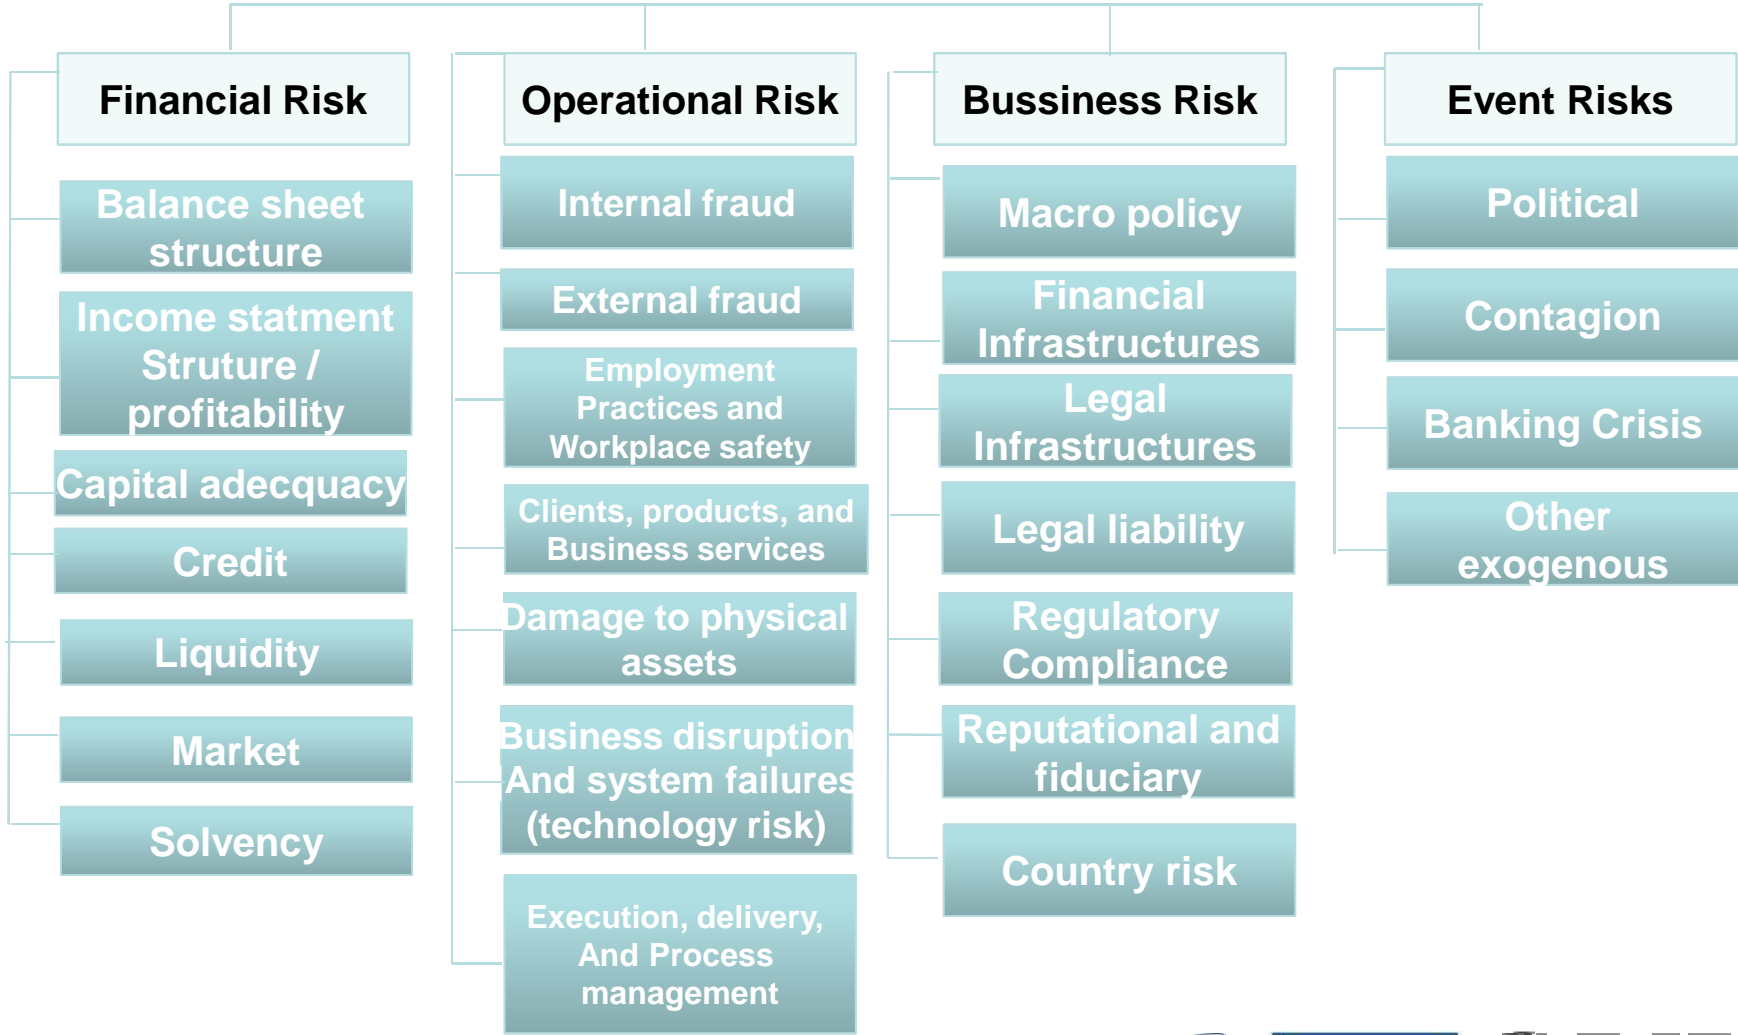 Financial Risk
Balance sheet
structure
Income statment
Struture /
profitability
Capital adecquacy
Credit
Liquidity
Market
Solvency
Operational Risk
Internal fraud
External fraud
Employment
Practices and
Workplace safety
Clients, products, and
Business services
Damage to physical
assets
Business disruption
And system failures
(technology risk)
Execution, delivery,
And Process
management
Bussiness Risk
Macro policy
Financial
Infrastructures
Legal
Infrastructures
Legal liability
Regulatory
Compliance
Reputational and
fiduciary
Country risk
Event Risks
Political
Contagion
Banking Crisis
Other
exogenous